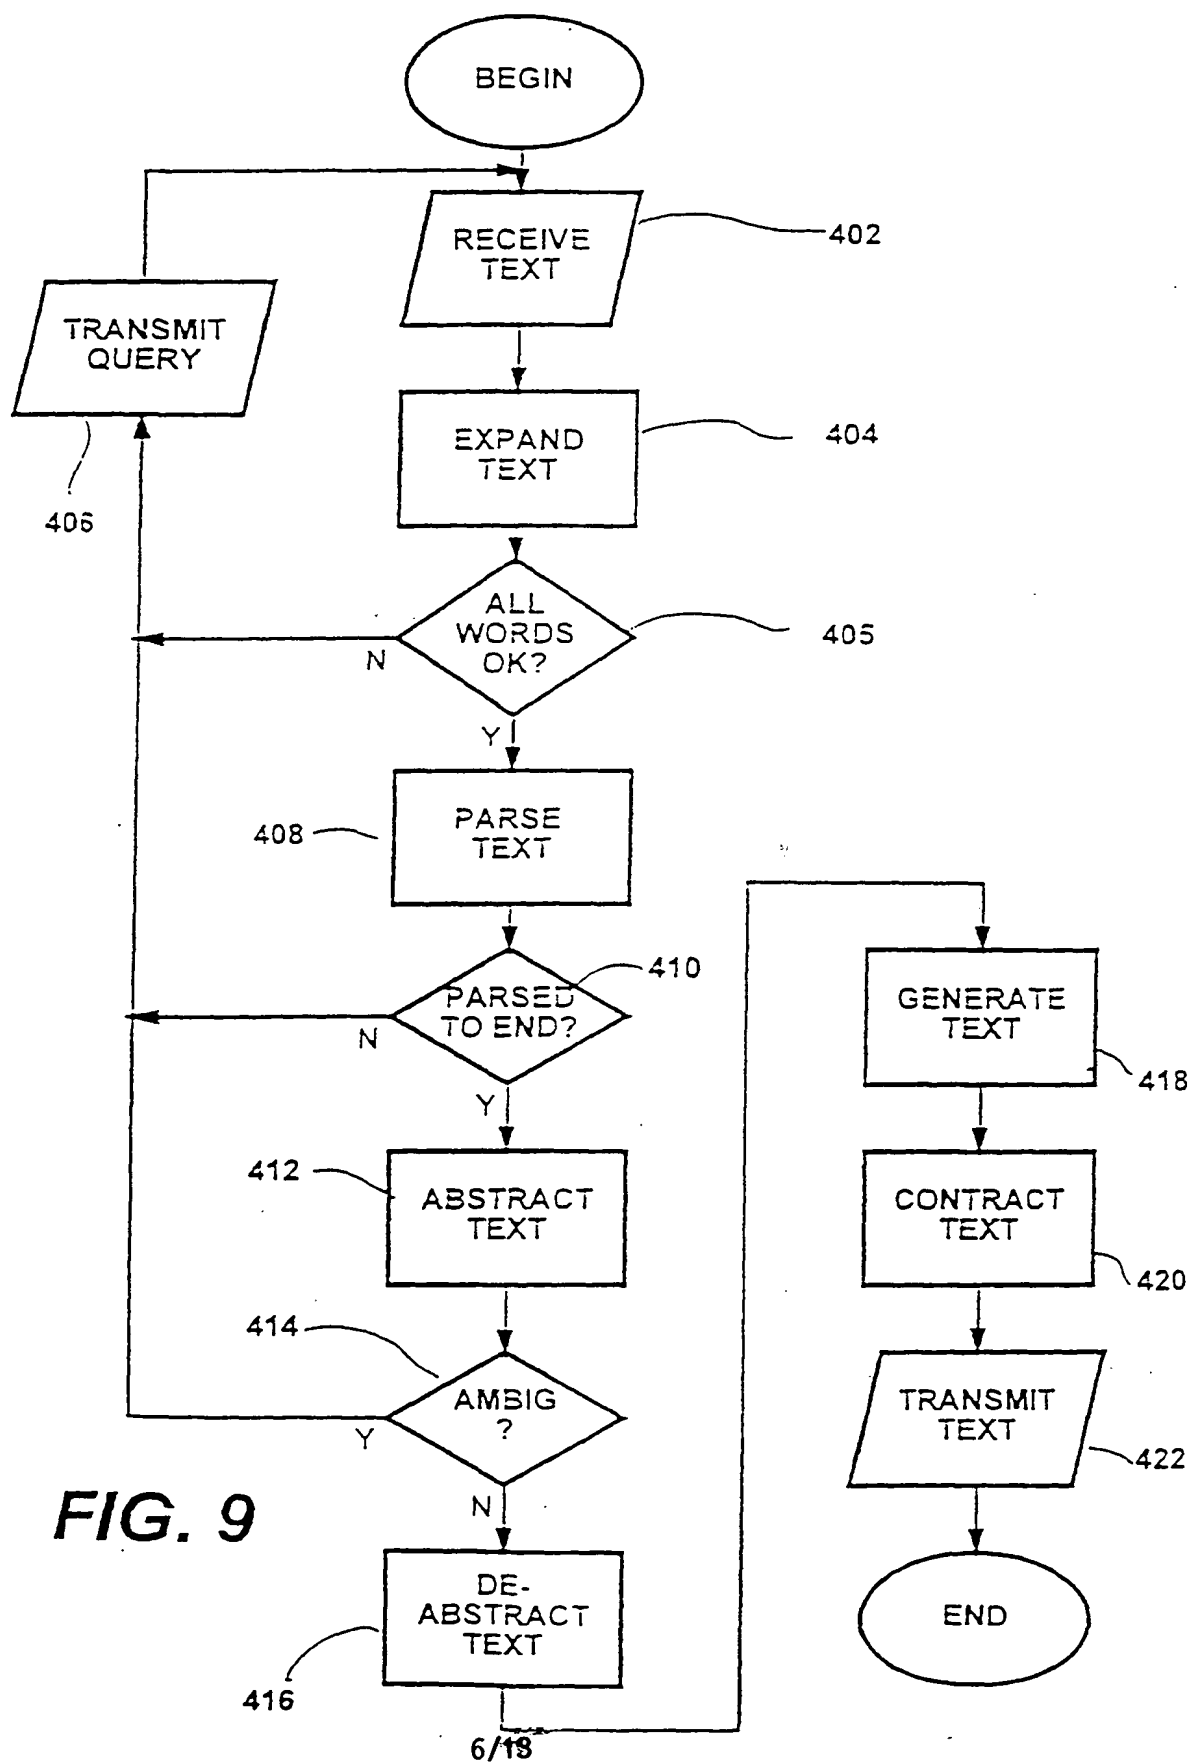 BEGIN
RECEIVE
TEXT
402
TRANSMIT
QUERY
406
EXPAND
TEXT
404
ALL
WORDS
OK?
405
N
Y
PARSE
TEXT
408
PARSED
TO END?
410
N
Y
ABSTRACT
TEXT
412
AMBIG
?
414
Y
N
DE-
ABSTRACT
TEXT
416
GENERATE
TEXT
418
CONTRACT
TEXT
420
TRANSMIT
TEXT
422
END
FIG. 9